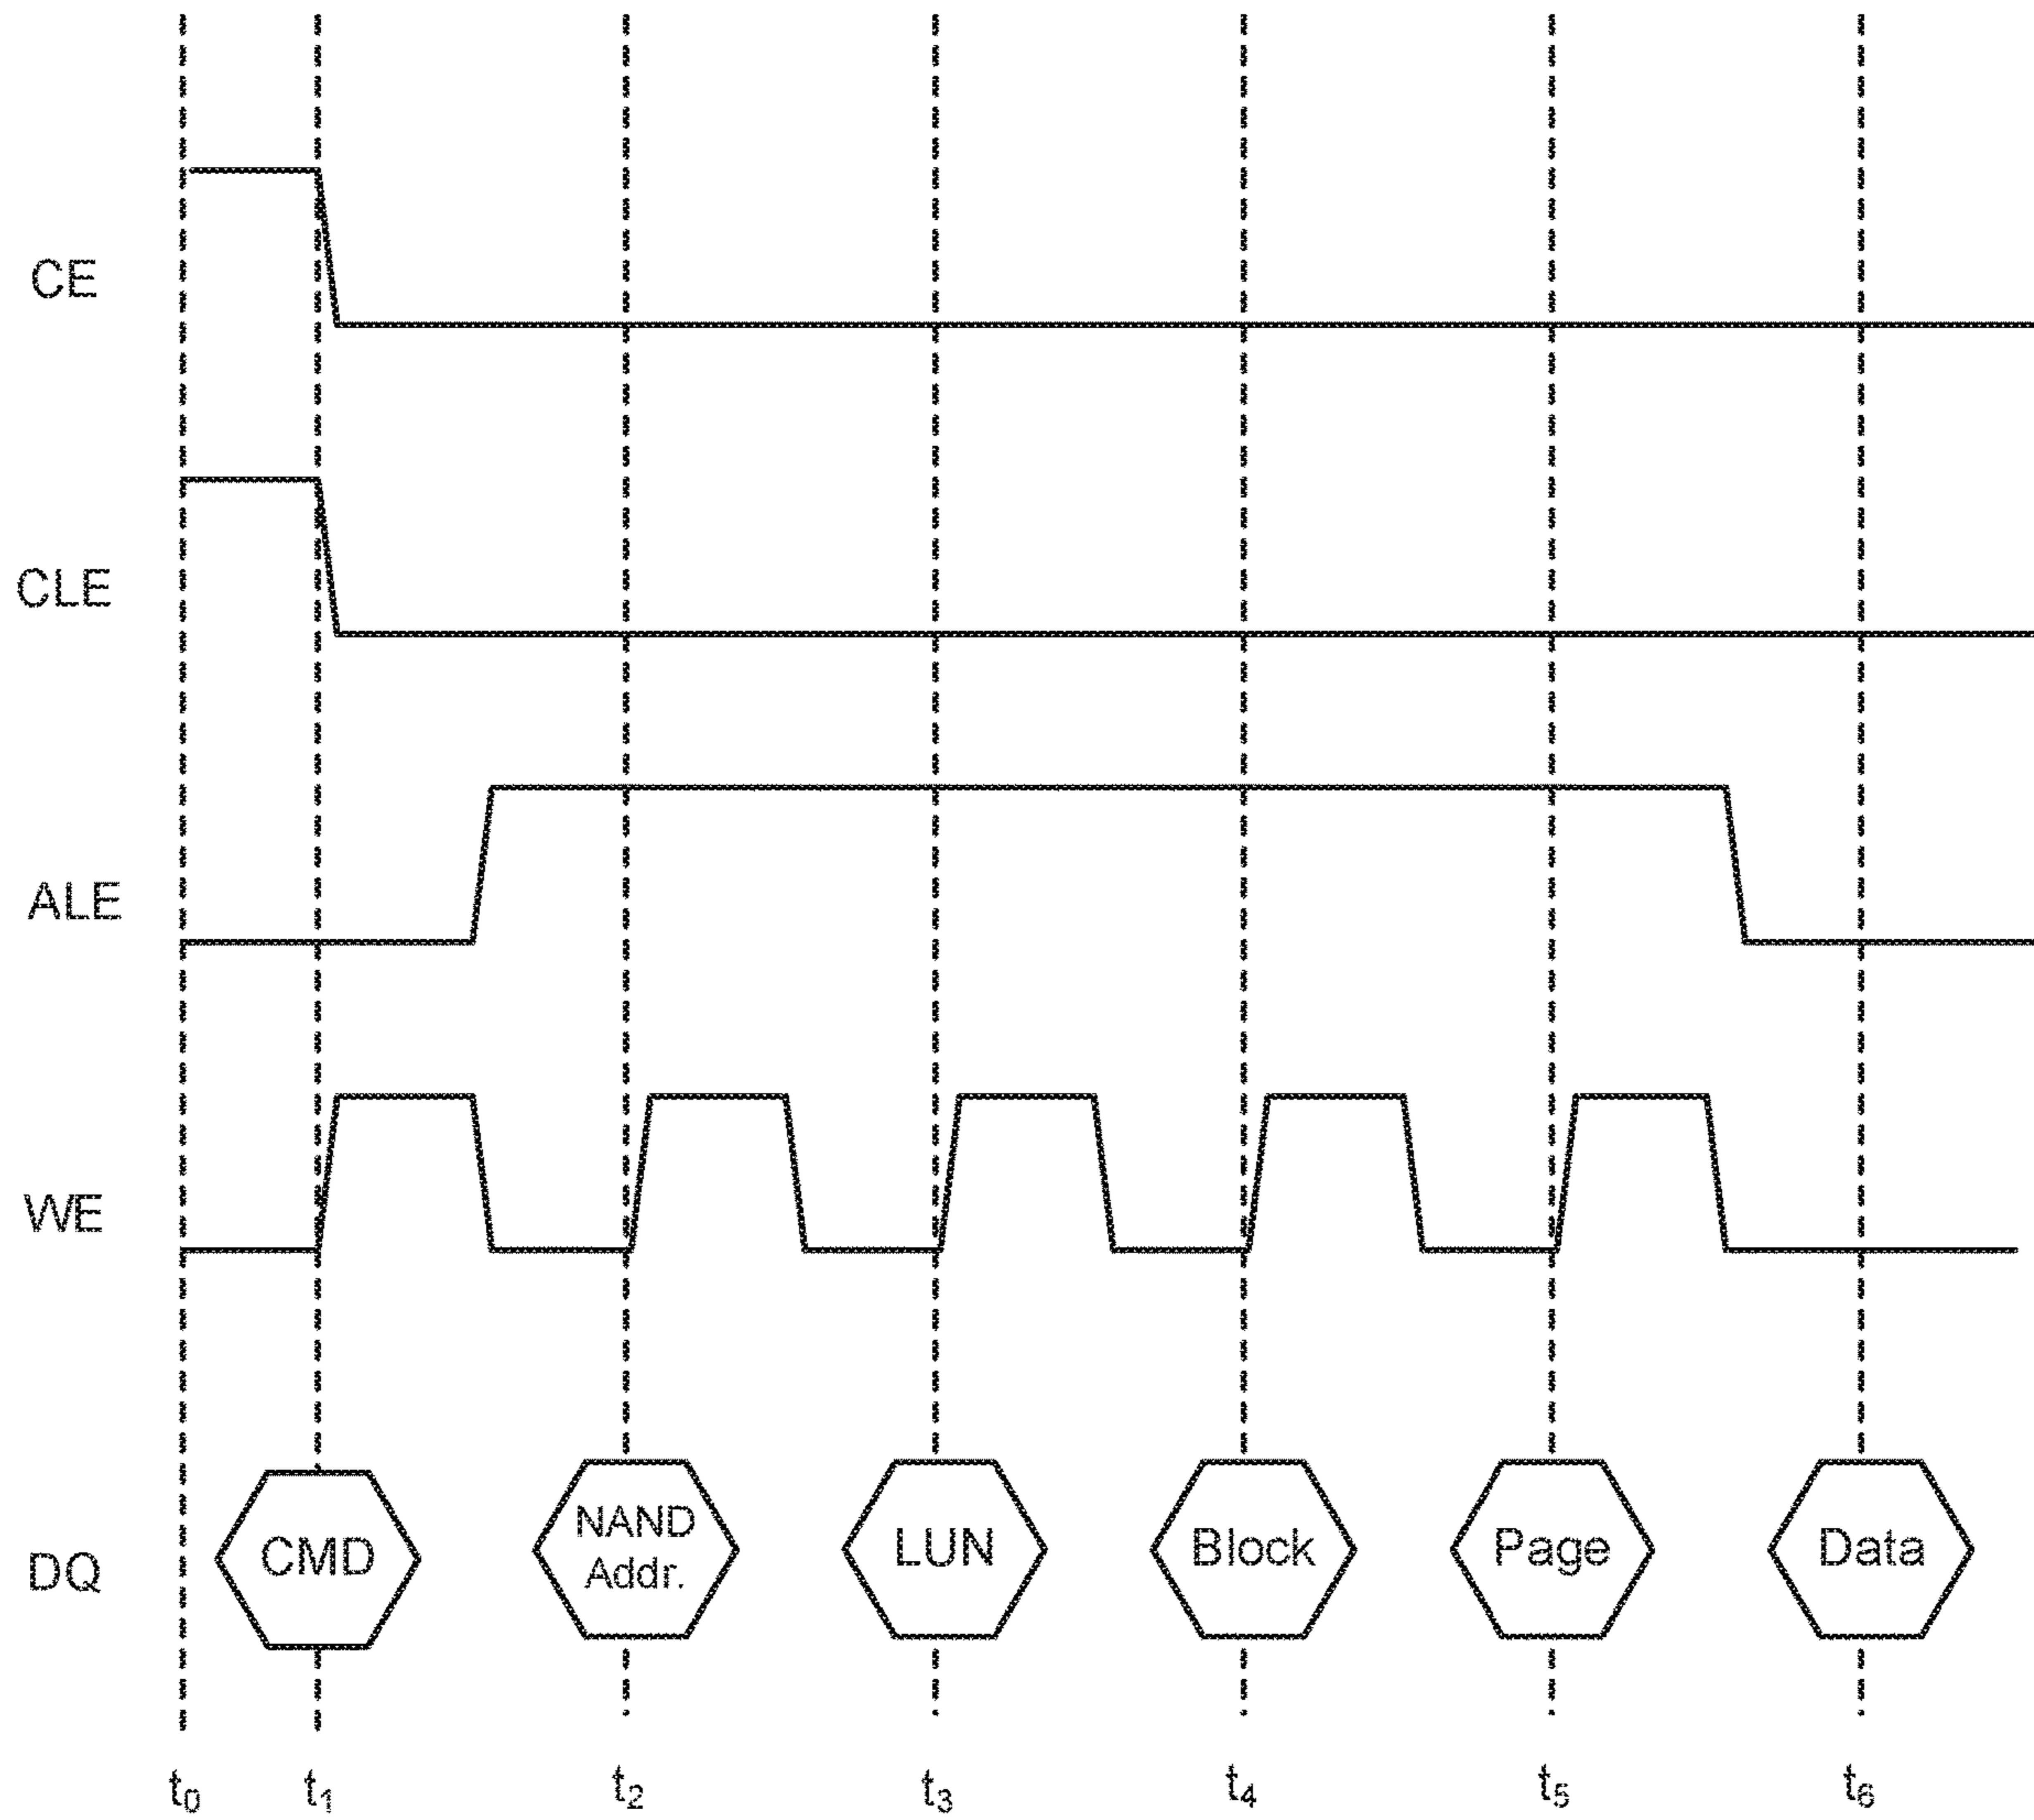 CE
CLE
ALE
WE
DQ
CMD
NAND
Addr.
LUN
Block
Page
Data
t0 t1 t2 t3 t4 t5 t6